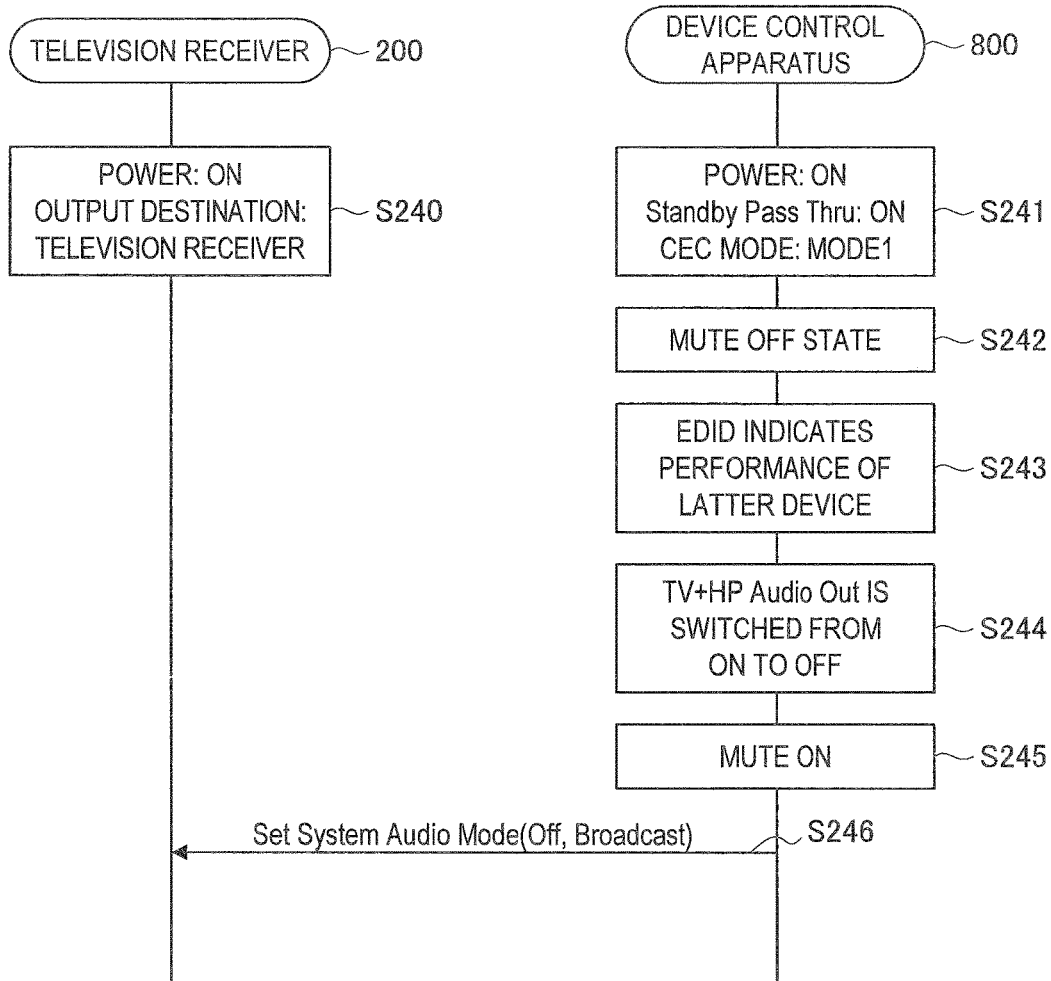 TELEVISION RECEIVER
200
DEVICE CONTROL
APPARATUS
800
POWER: ON
OUTPUT DESTINATION:
TELEVISION RECEIVER
S240
POWER: ON
Standby Pass Thru: ON
CEC MODE: MODE1
S241
MUTE OFF STATE
S242
EDID INDICATES
PERFORMANCE OF
LATTER DEVICE
S243
TV+HP Audio Out IS
SWITCHED FROM
ON TO OFF
S244
MUTE ON
S245
Set System Audio Mode(Off, Broadcast)
S246